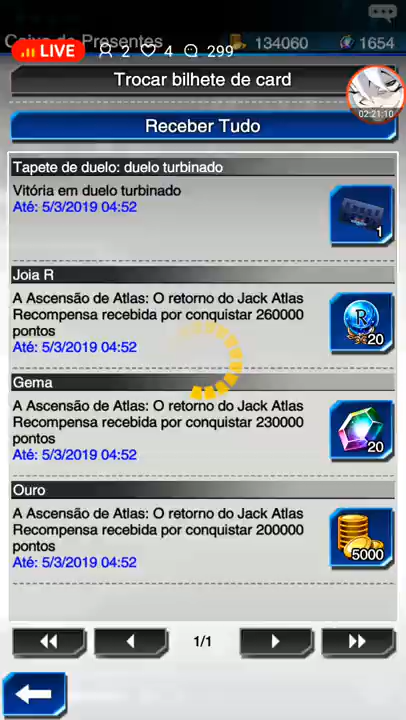 Caixa de Presentes
134060
1654
LIVE
2
4
299
Trocar bilhete de card
02:21:10
Receber Tudo
Tapete de duelo: duelo turbinado
Vitória em duelo turbinado
Até: 5/3/2019 04:52
1
Joia R
A Ascensão de Atlas: O retorno do Jack Atlas
Recompensa recebida por conquistar 260000
pontos
Até: 5/3/2019 04:52
R
20
Gema
A Ascensão de Atlas: O retorno do Jack Atlas
Recompensa recebida por conquistar 230000
pontos
Até: 5/3/2019 04:52
20
Ouro
A Ascensão de Atlas: O retorno do Jack Atlas
Recompensa recebida por conquistar 200000
pontos
Até: 5/3/2019 04:52
5000
1/1